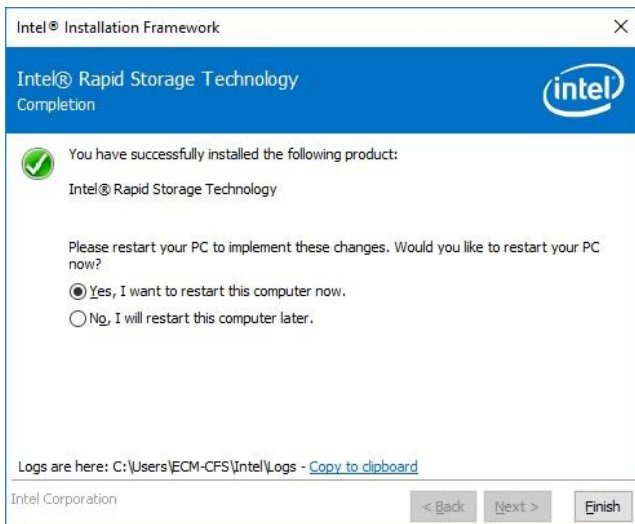 Intel® Installation Framework
Intel® Rapid Storage Technology
Completion
intel
You have successfully installed the following product:
Intel® Rapid Storage Technology
Please restart your PC to implement these changes. Would you like to restart your PC
now?
Yes, I want to restart this computer now.
No, I will restart this computer later.
Logs are here: C:\Users\ECM-CFS\Intel\Logs - Copy to clipboard
Intel Corporation
< Back Next > Finish